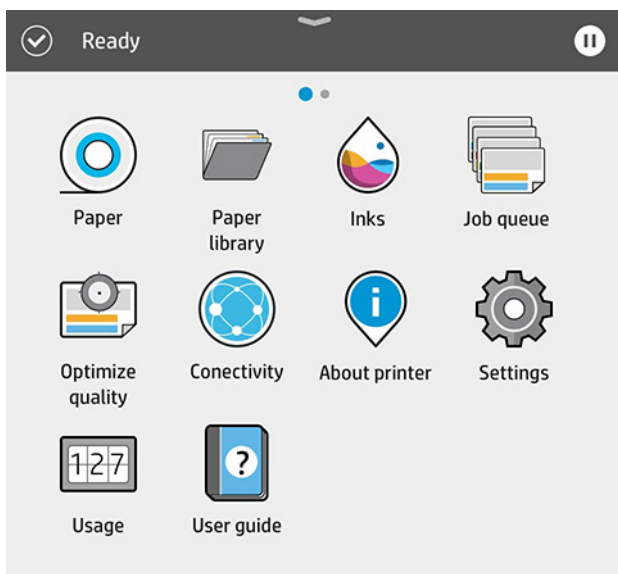 Ready
Paper
Paper
library
Inks
Job queue
Optimize
quality
Conectivity
i
About printer
Settings
127
Usage
?
User guide